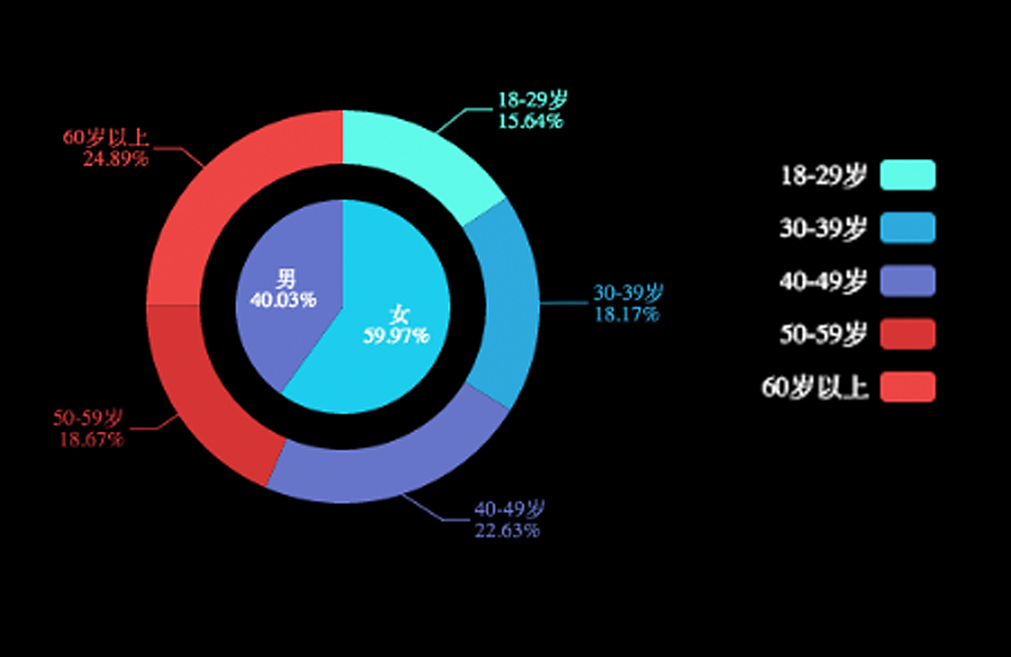 18-29岁
15.64%
60岁以上
24.89%
男
40.03%
女
59.97%
30-39岁
18.17%
50-59岁
18.67%
40-49岁
22.63%
18-29岁
30-39岁
40-49岁
50-59岁
60岁以上